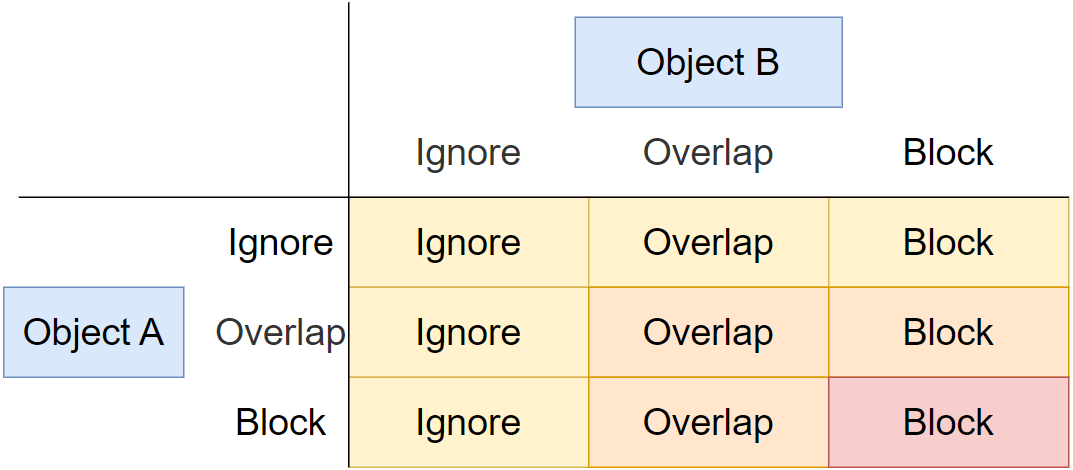 Object B
Ignore Overlap Block
Ignore Ignore Overlap Block
Object A Overlap Ignore Overlap Block
Block Ignore Overlap Block